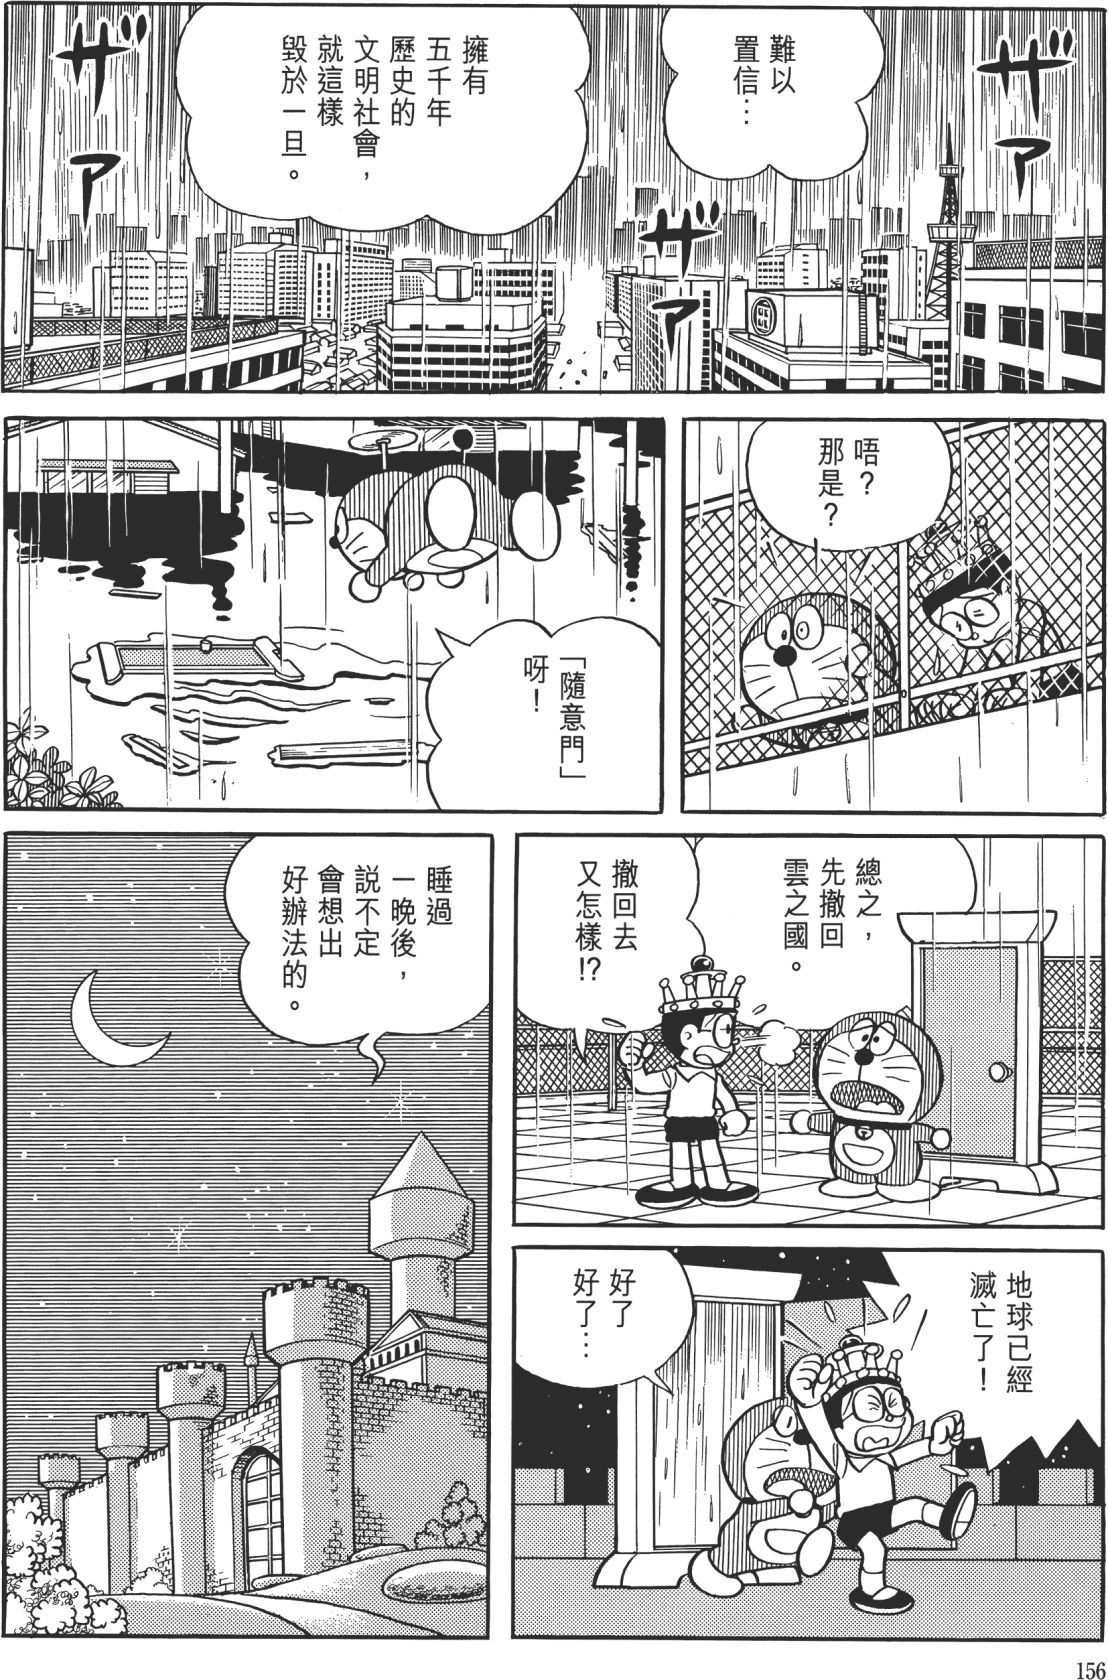 難以
置信…
擁有
五千年
歷史的
文明社會，
就這樣
毀於一旦。
ザァ
ザァ
ザァ
唔？
那是？
「隨意門」
呀！
總之，
先撤回
雲之國。
撤回去
又怎樣!?
地球已經
滅亡了！
好了
好了…
睡過
一晚後，
説不定
會想出
好辦法的。
156